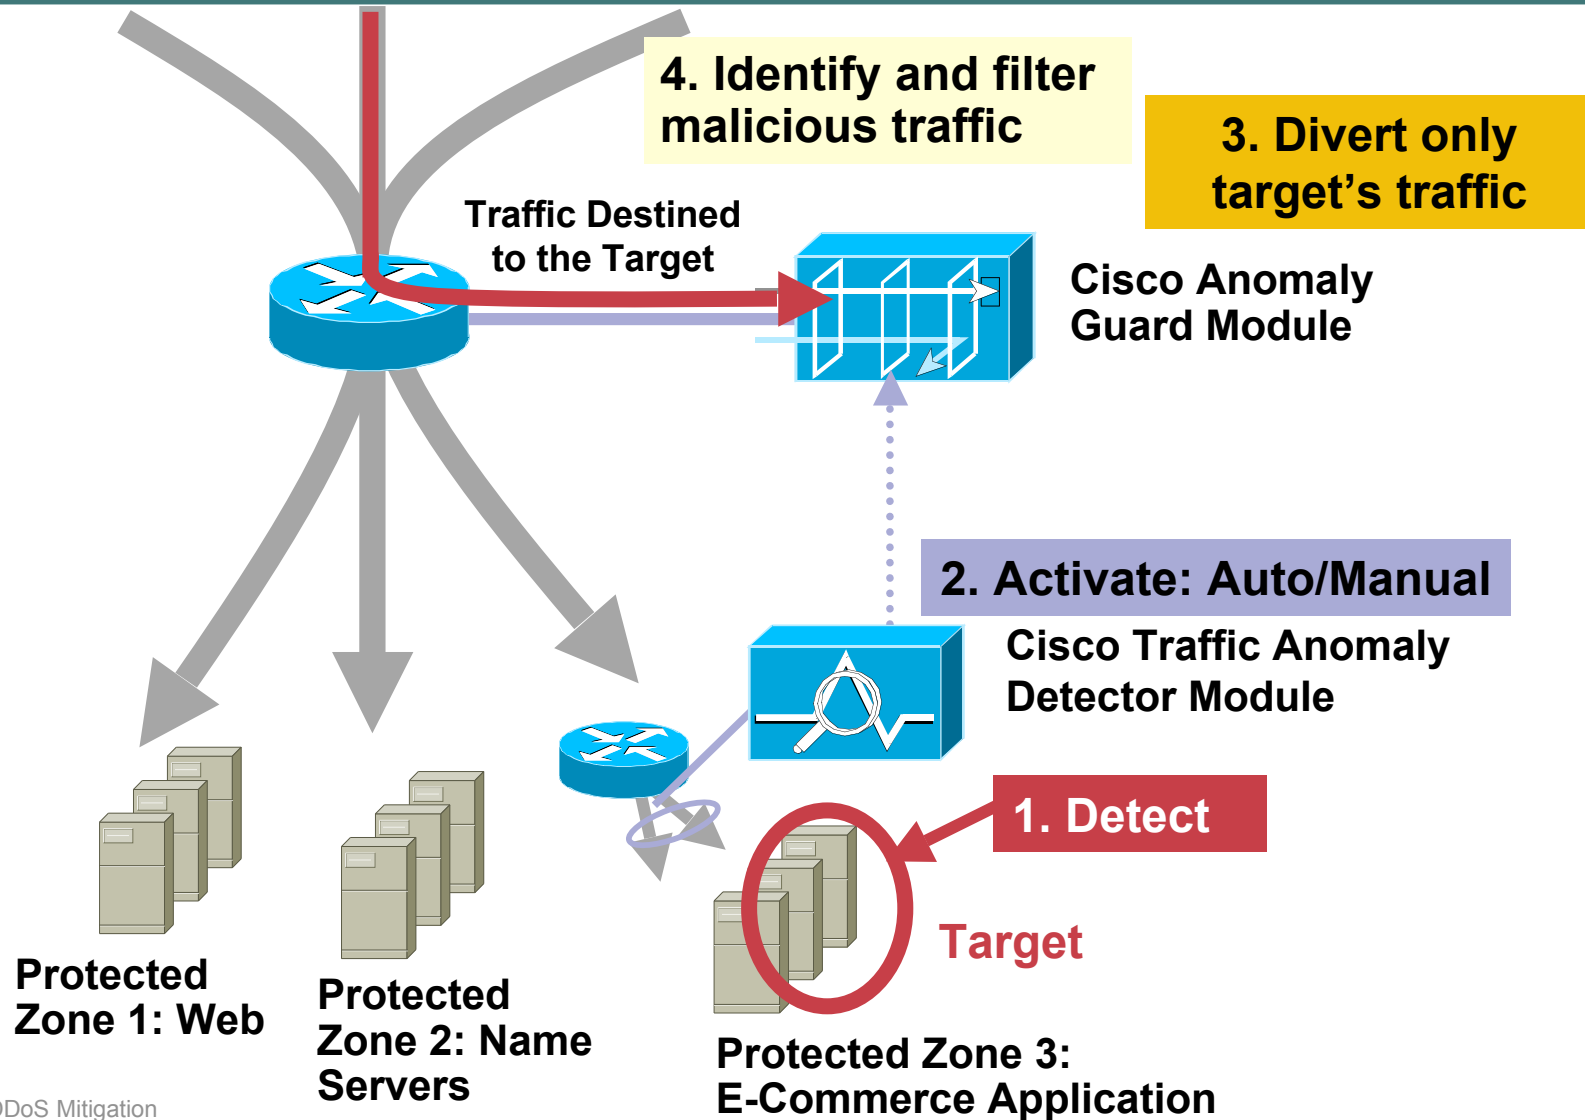 4. Identify and filter
malicious traffic
3. Divert only
target’s traffic
Traffic Destined
to the Target
Cisco Anomaly
Guard Module
2. Activate: Auto/Manual
Cisco Traffic Anomaly
Detector Module
1. Detect
Target
Protected
Zone 1: Web
Protected
Zone 2: Name
Servers
Protected Zone 3:
E-Commerce Application
DDoS Mitigation